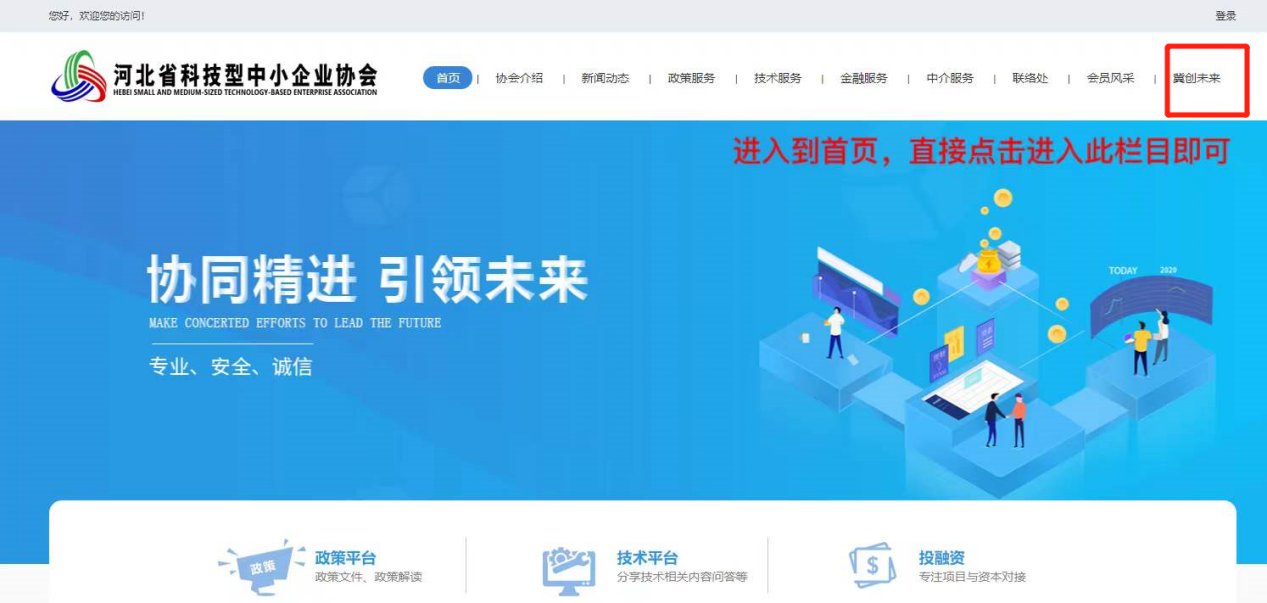 您好，欢迎您的访问！
登录
河北省科技型中小企业协会
HEBEI SMALL AND MEDIUM-SIZED TECHNOLOGY-BASED ENTERPRISE ASSOCIATION
首页 | 协会介绍 | 新闻动态 | 政策服务 | 技术服务 | 金融服务 | 中介服务 | 联络处 | 会员风采 | 冀创未来
进入到首页，直接点击进入此栏目即可
协同精进 引领未来
MAKE CONCERTED EFFORTS TO LEAD THE FUTURE
专业、安全、诚信
TODAY 2020
政策
政策平台
政策文件、政策解读
技术平台
分享技术相关内容问答等
$
投融资
专注项目与资本对接